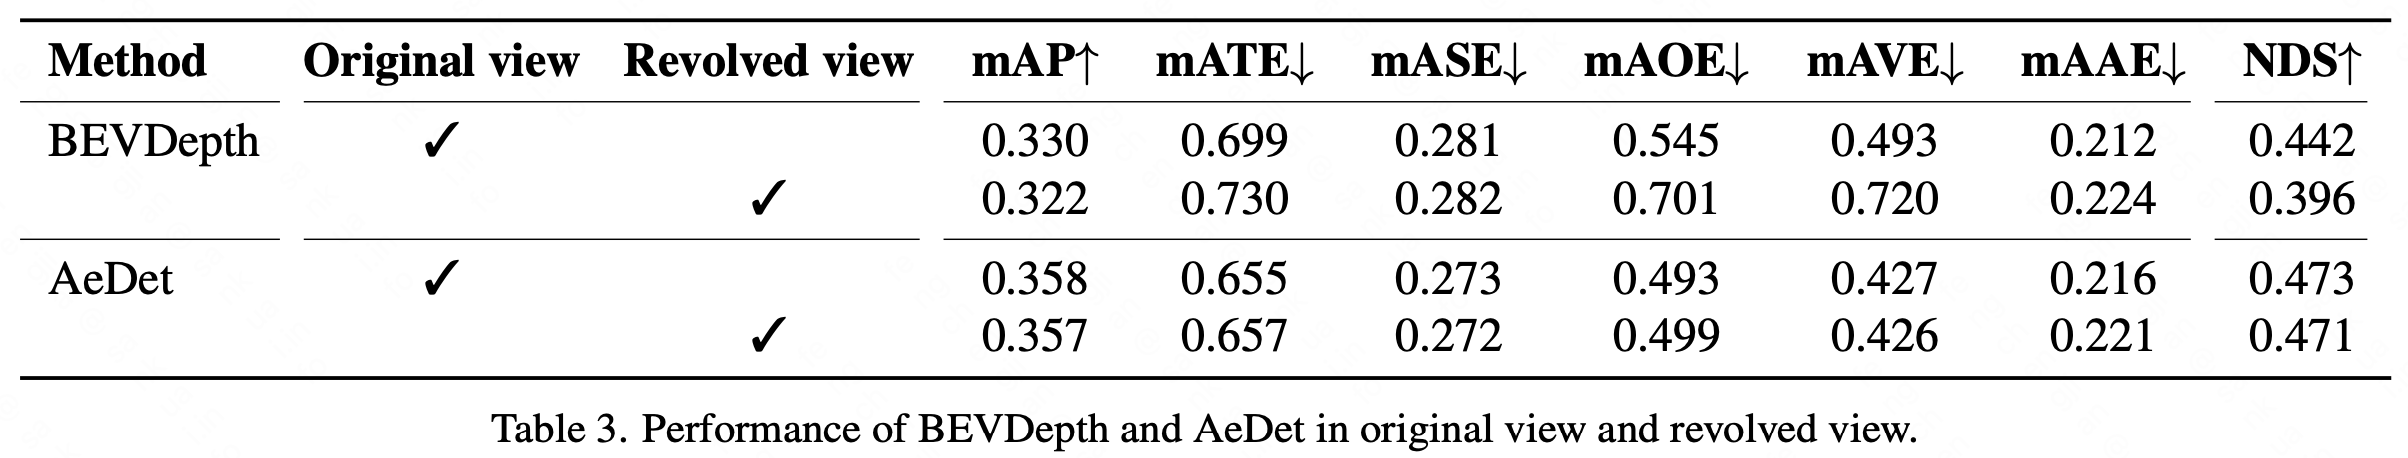 Method Original view Revolved view mAP↑ mATE↓ mASE↓ mAOE↓ mAVE↓ mAAE↓ NDS↑
BEVDepth ✓ 0.330 0.699 0.281 0.545 0.493 0.212 0.442
✓ 0.322 0.730 0.282 0.701 0.720 0.224 0.396
AeDet ✓ 0.358 0.655 0.273 0.493 0.427 0.216 0.473
✓ 0.357 0.657 0.272 0.499 0.426 0.221 0.471
Table 3. Performance of BEVDepth and AeDet in original view and revolved view.